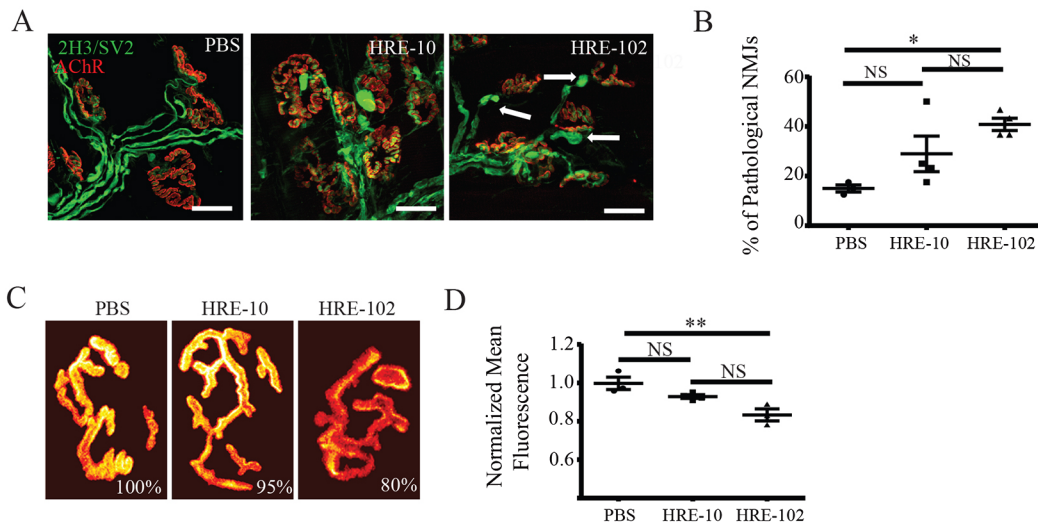 A
2H3/SV2
AChR
PBS
HRE-10
HRE-102
B
% of Pathological NMJs
60
40
20
0
*
NS
NS
PBS
HRE-10
HRE-102
C
PBS
HRE-10
HRE-102
100%
95%
80%
D
Normalized Mean
Fluorescence
1.0
0.8
0.6
**
NS
NS
PBS
HRE-10
HRE-102